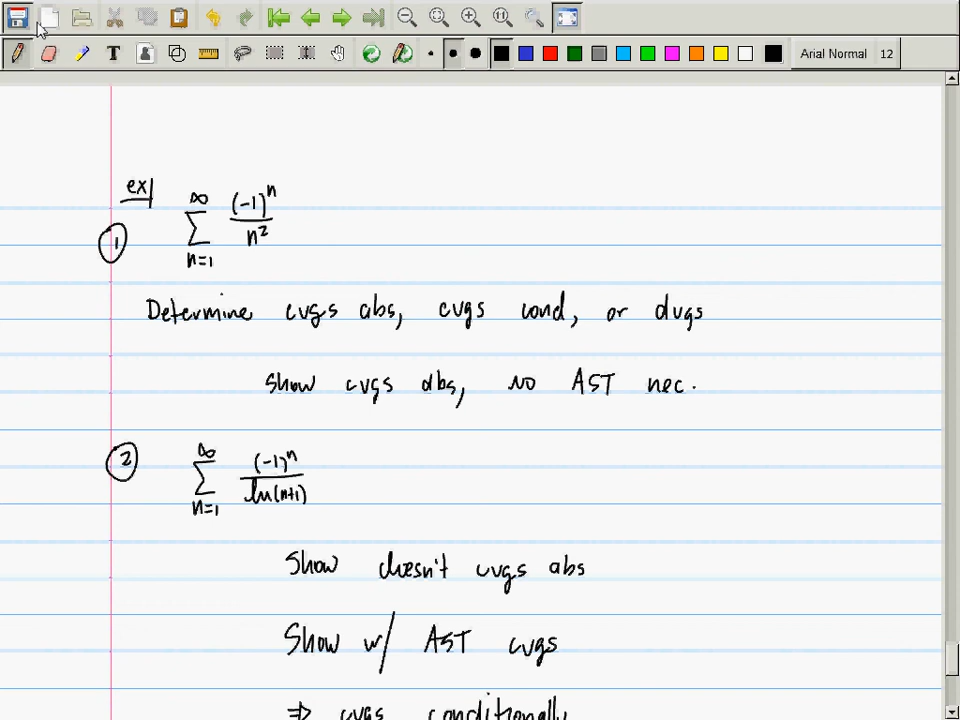 T
Arial Normal 12
ex
① ∞ Σ n=1 (-1)^n / n²
Determine cvgs abs, cvgs cond, or dvgs
show cvgs abs, no AST nec.
② ∞ Σ n=1 (-1)^n / ln(n+1)
Show doesn't cvgs abs
Show w/ AST cvgs
⇒ cvgs conditionally